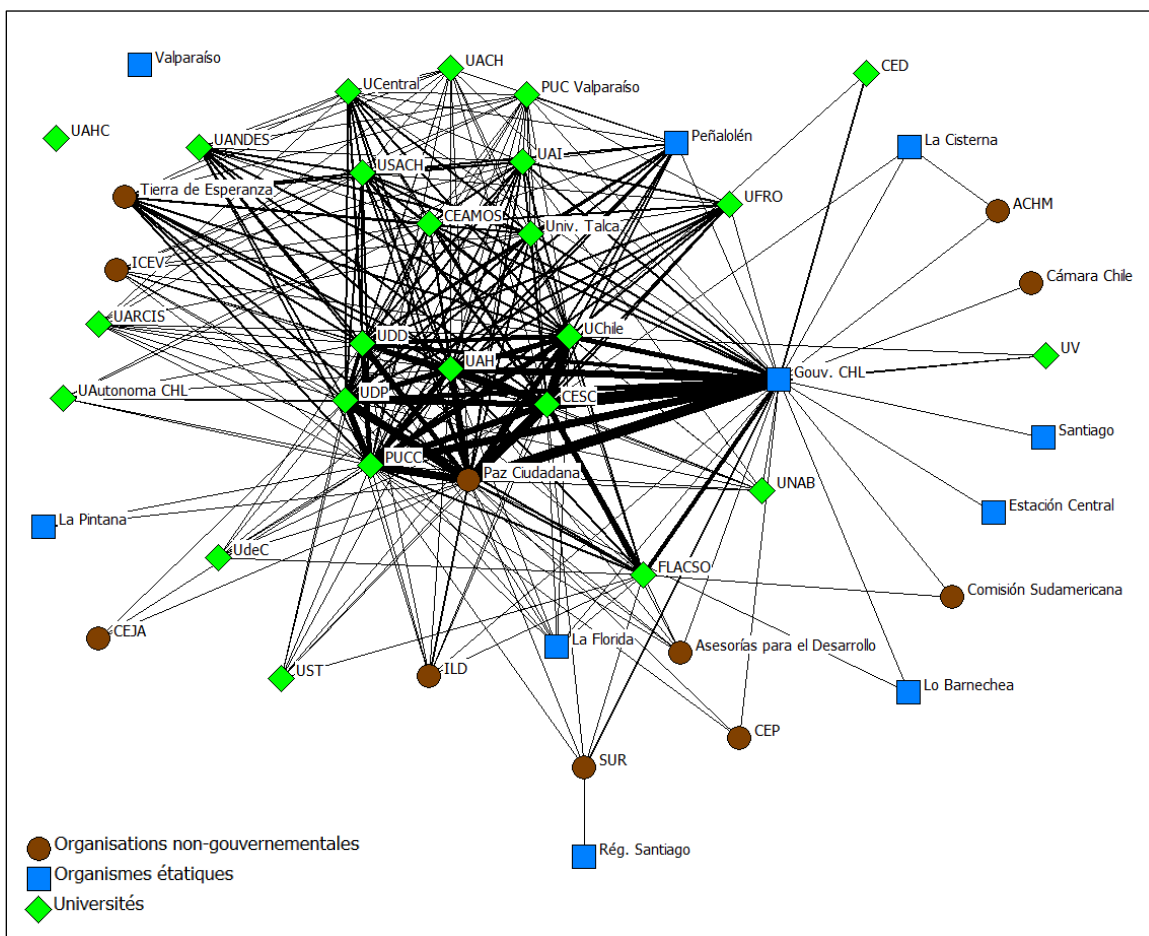 Valparaíso
UACH
UCentral
PUC Valparaíso
CED
UAHC
UANDES
USACH
UAI
Peñalolén
La Cisterna
Tierra de Esperanza
CEAMOS
Univ. Talca
UFRO
ACHM
ICEV
Cámara Chile
UARCIS
UDD
UChile
UV
UAH
Gouv. CHL
UAutonoma CHL
UDP
CESC
Santiago
PUCC
Paz Ciudadana
UNAB
Estación Central
La Pintana
UdeC
FLACSO
Comisión Sudamericana
CEJA
La Florida
Asesorías para el Desarrollo
UST
ILD
Lo Barnechea
CEP
SUR
Rég. Santiago
Organisations non-gouvernementales
Organismes étatiques
Universités